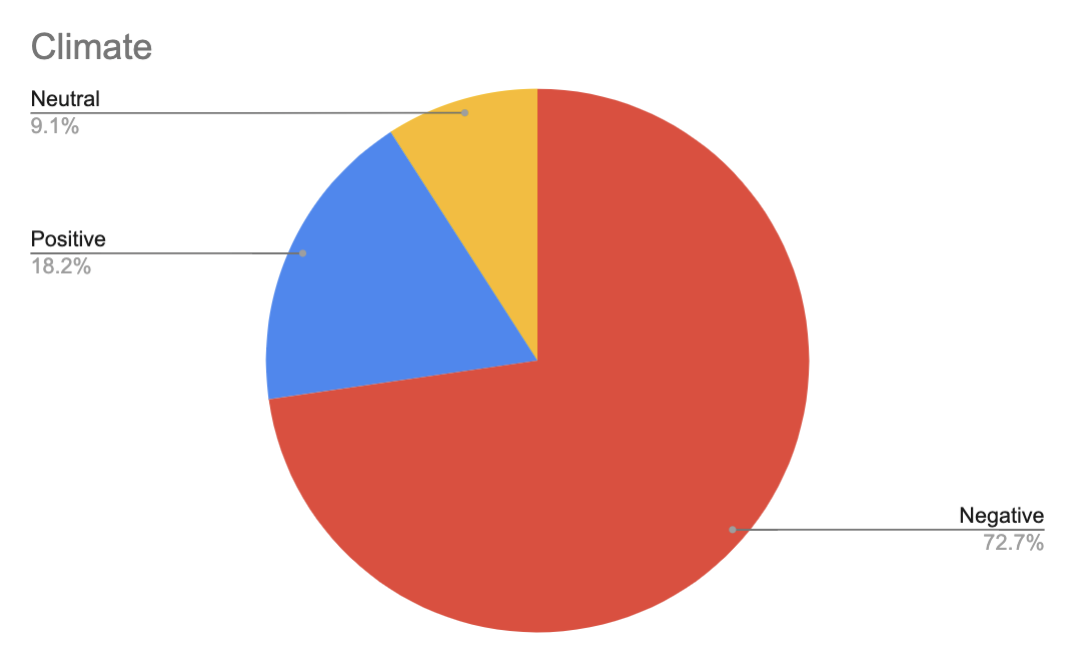 Climate
Neutral
9.1%
Positive
18.2%
Negative
72.7%